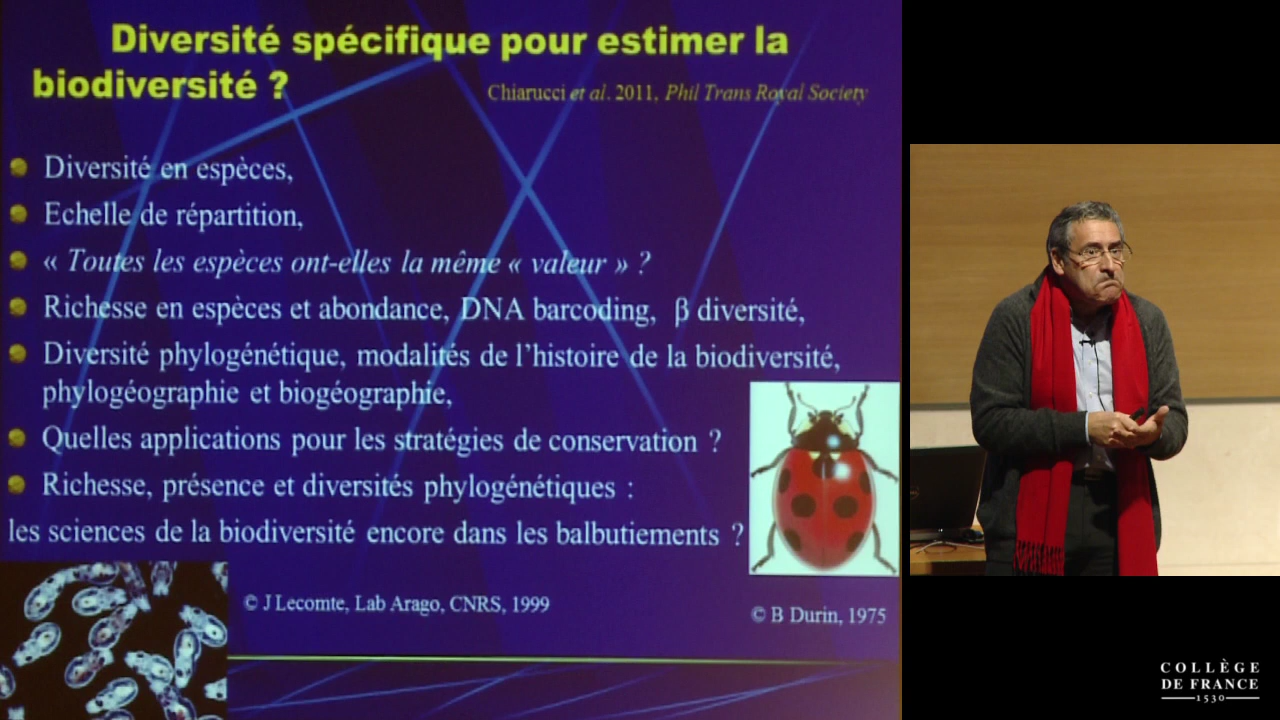 Diversité spécifique pour estimer la
biodiversité ?
Chiarucci et al. 2011, Phil Trans Royal Society
Diversité en espèces,
Echelle de répartition,
« Toutes les espèces ont-elles la même « valeur » ?
Richesse en espèces et abondance, DNA barcoding, β diversité,
Diversité phylogénétique, modalités de l'histoire de la biodiversité,
phylogéographie et biogéographie,
Quelles applications pour les stratégies de conservation ?
Richesse, présence et diversités phylogénétiques :
les sciences de la biodiversité encore dans les balbutiements ?
© J Lecomte, Lab Arago, CNRS, 1999
© B Durin, 1975
COLLÈGE
DE FRANCE
1530